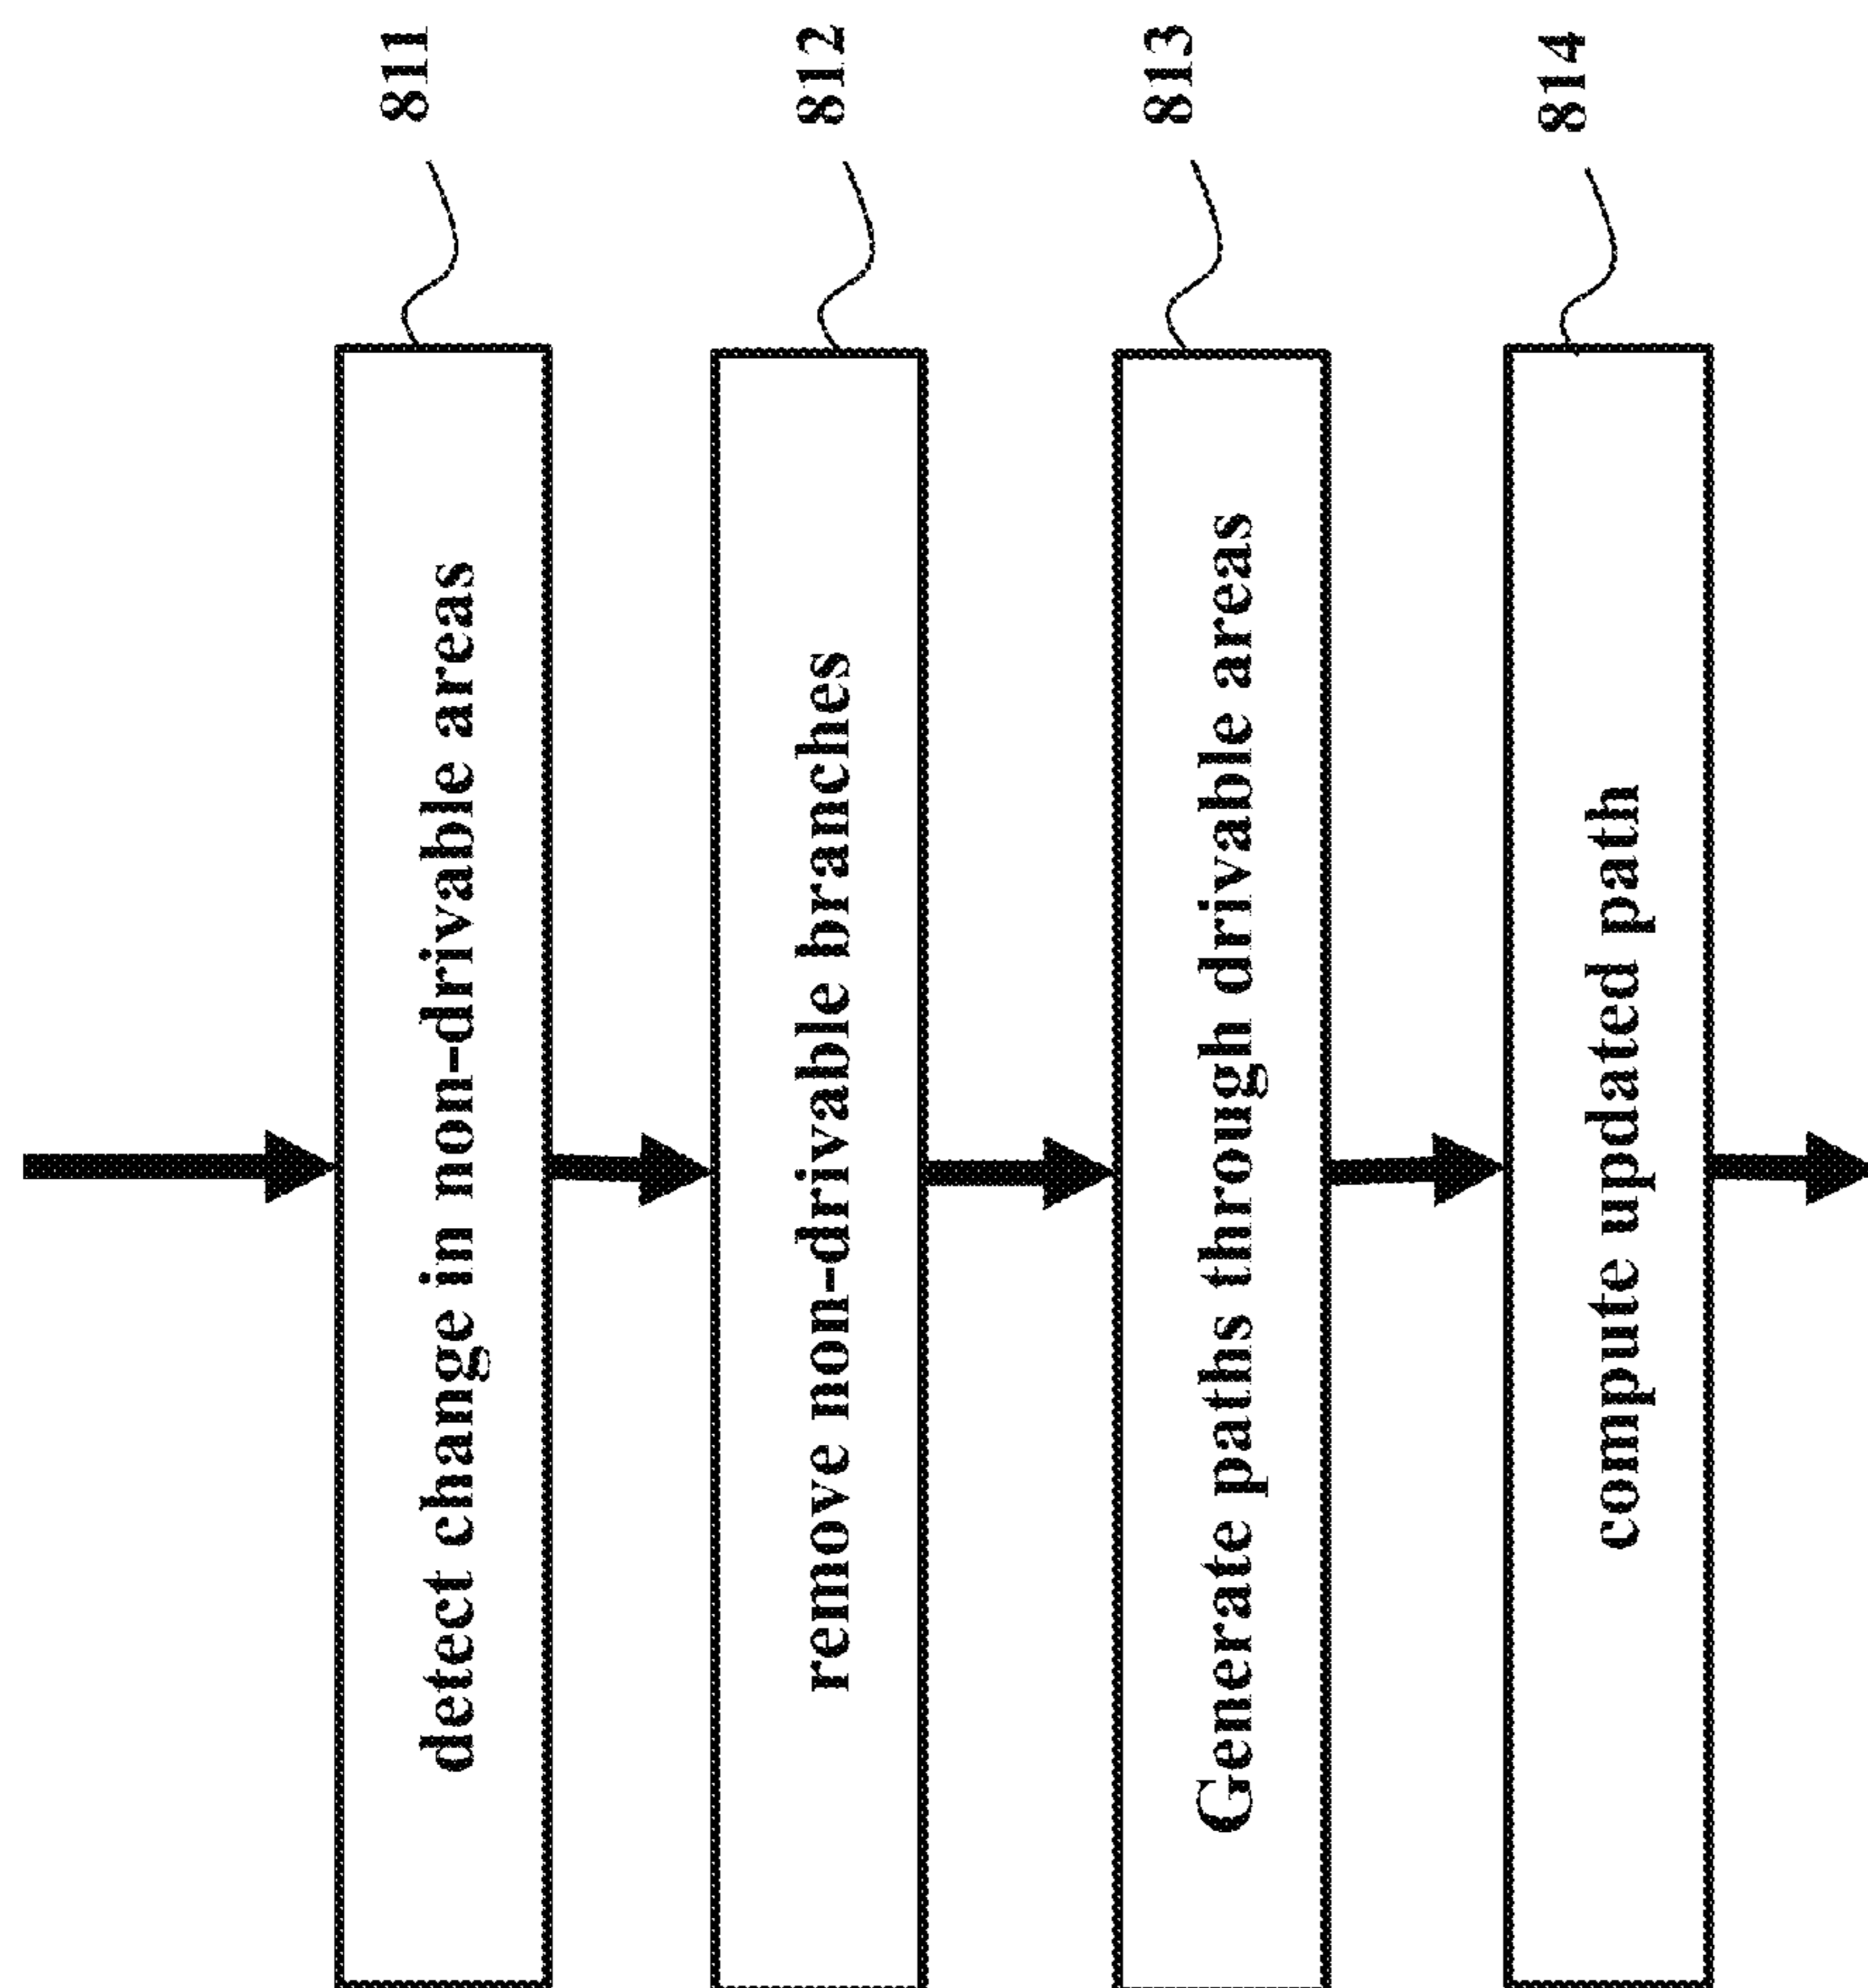 detect change in non-drivable areas
811
remove non-drivable branches
812
Generate paths through drivable areas
813
compute updated path
814